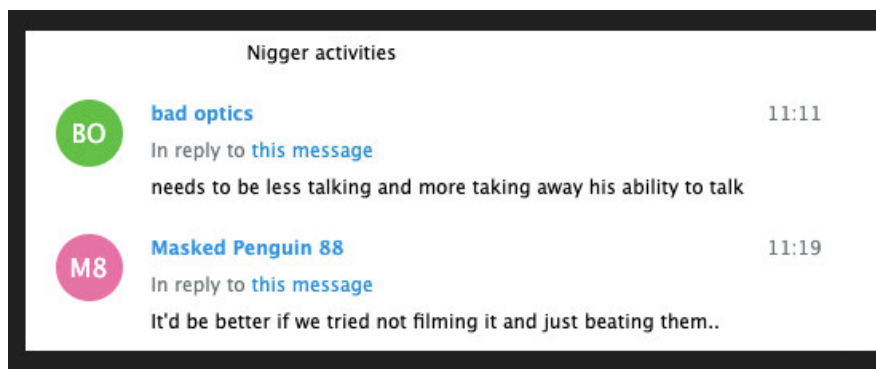 Nigger activities
BO
bad optics
11:11
In reply to this message
needs to be less talking and more taking away his ability to talk
M8
Masked Penguin 88
11:19
In reply to this message
It'd be better if we tried not filming it and just beating them..